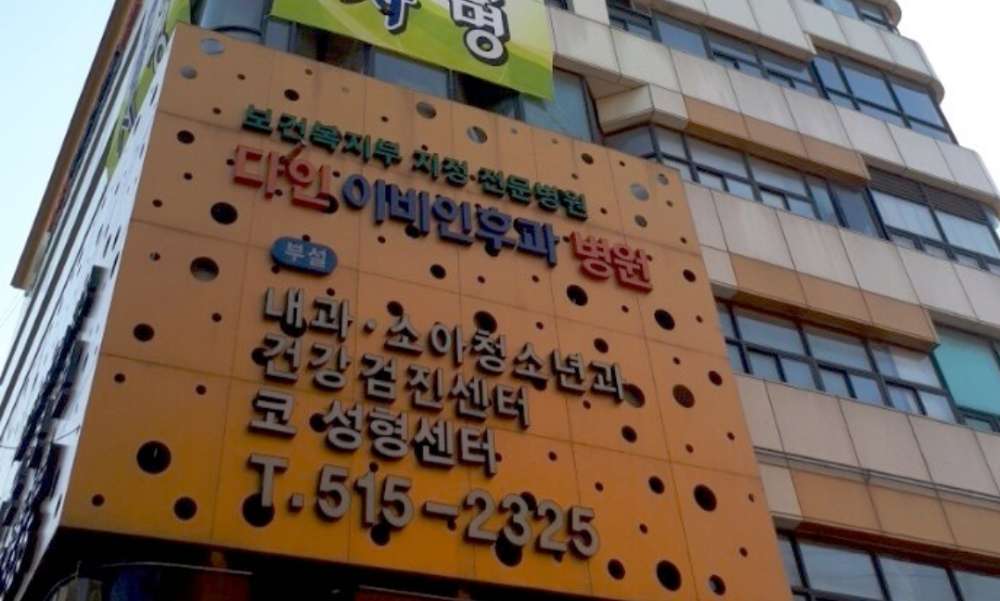 명
보건복지부 지정·전문병원
다인 이비인후과 병원
부설
내과·소아청소년과
건강검진센터
코 성형센터
T.515-2325